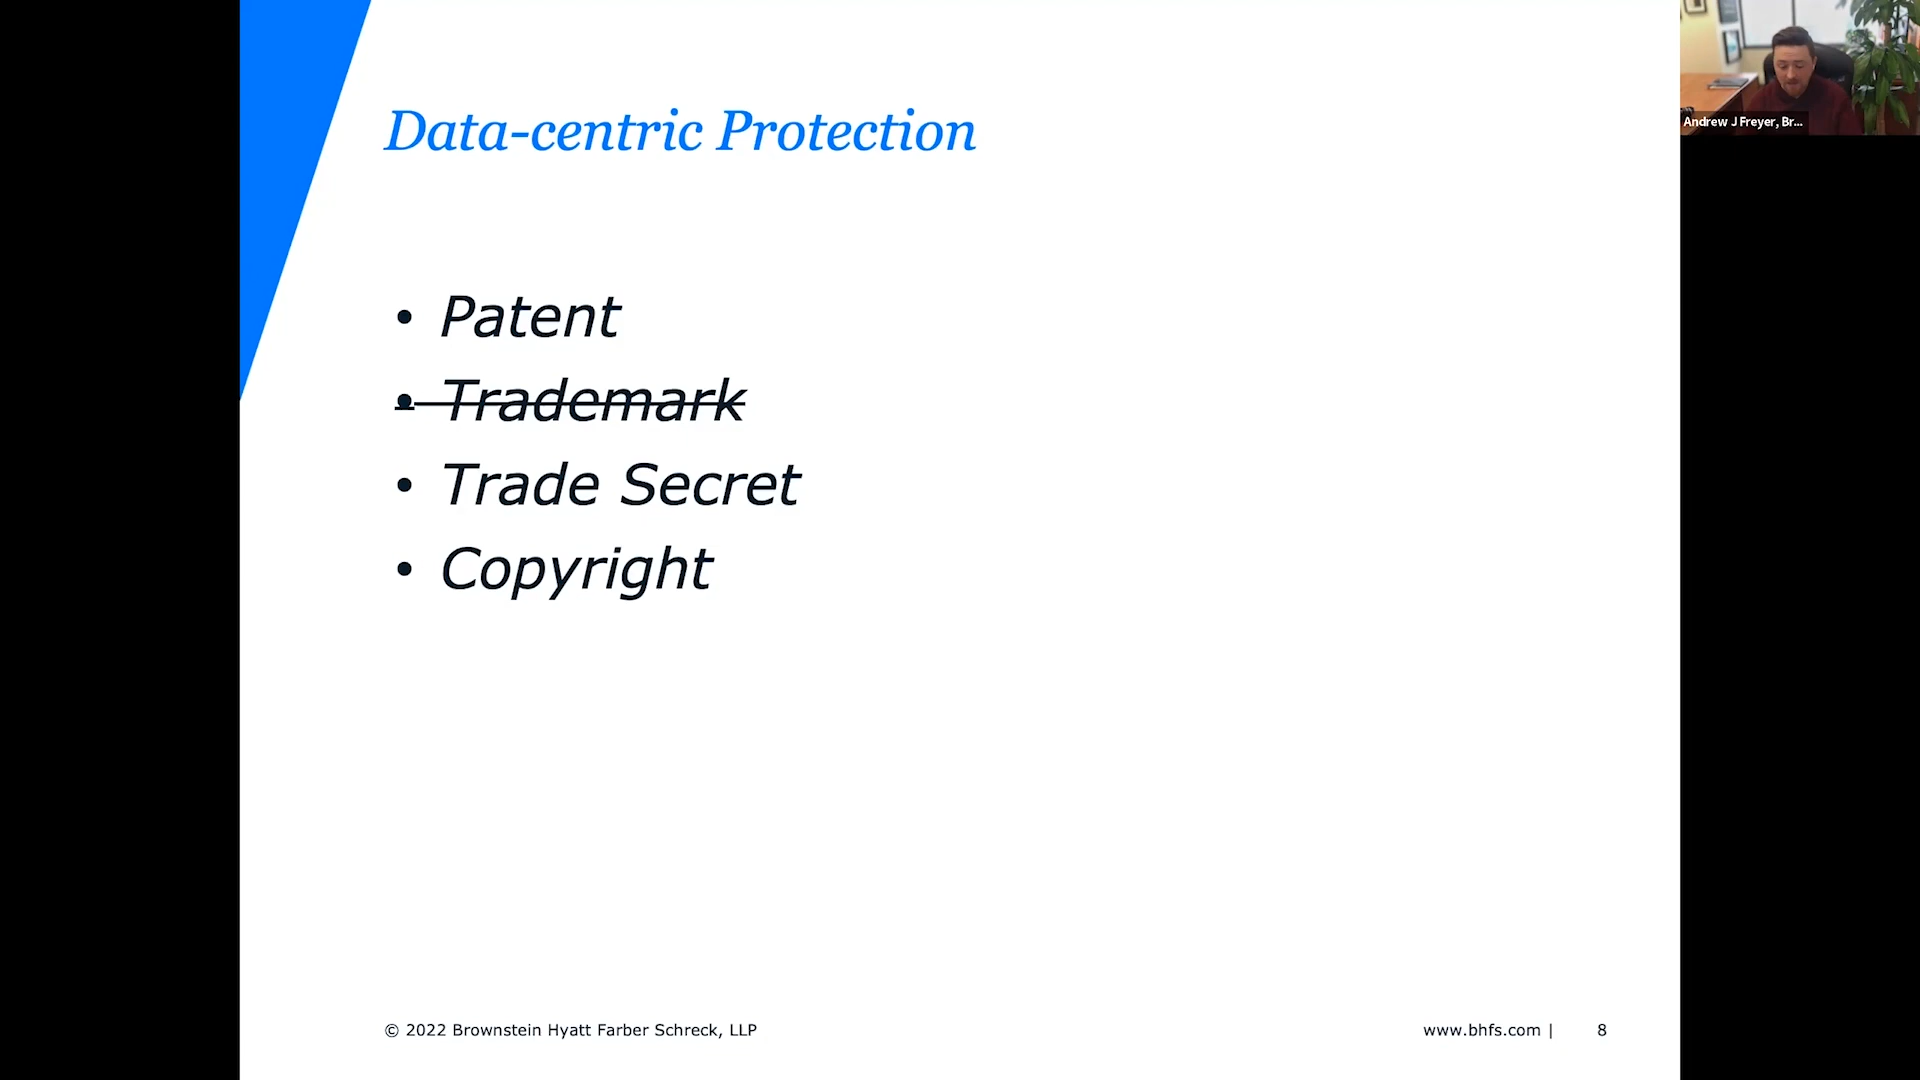 Data-centric Protection
Andrew J Freyer, Br...
• Patent
• Trademark
• Trade Secret
• Copyright
© 2022 Brownstein Hyatt Farber Schreck, LLP
www.bhfs.com | 8